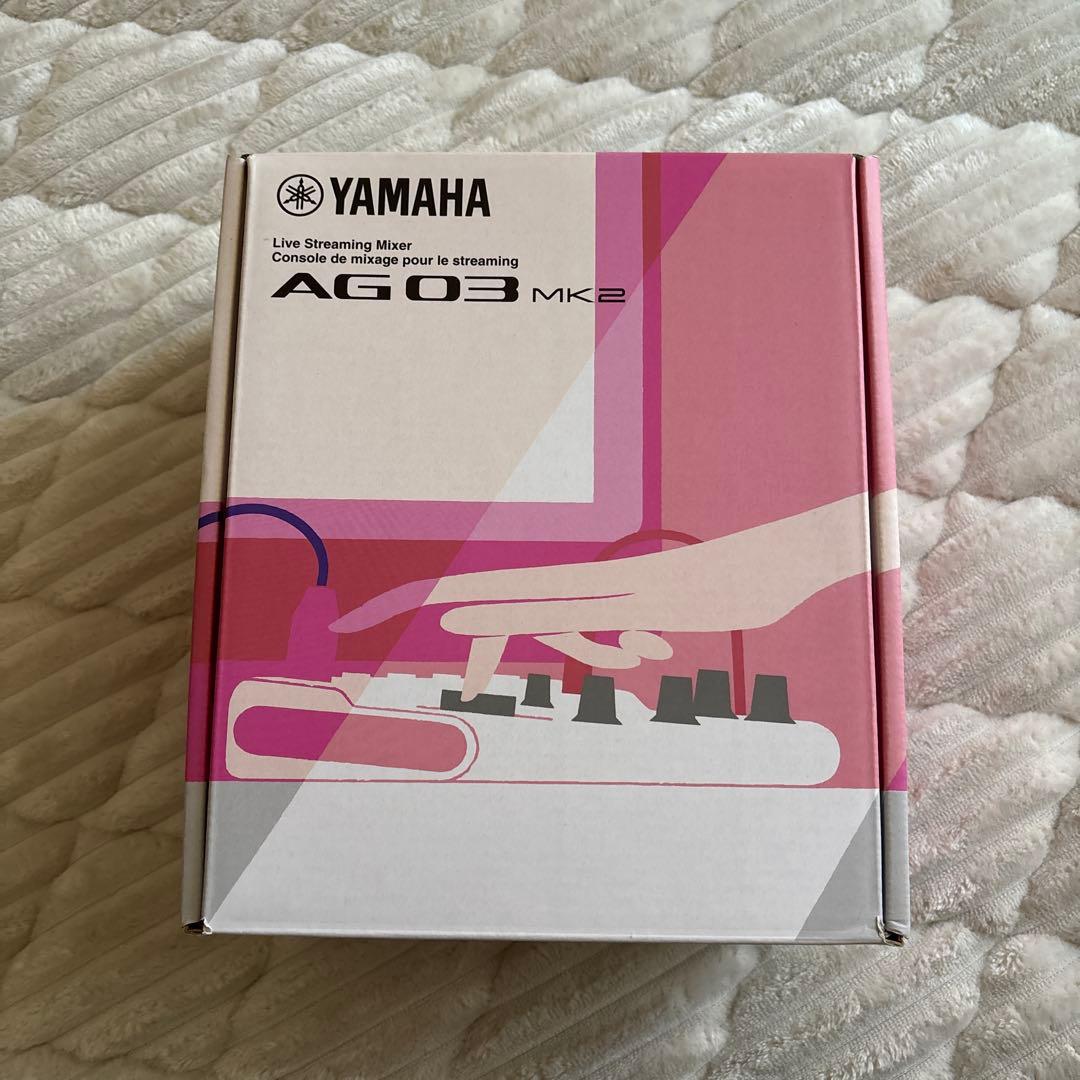 YAMAHA
Live Streaming Mixer
Console de mixage pour le streaming
AG03 MK2